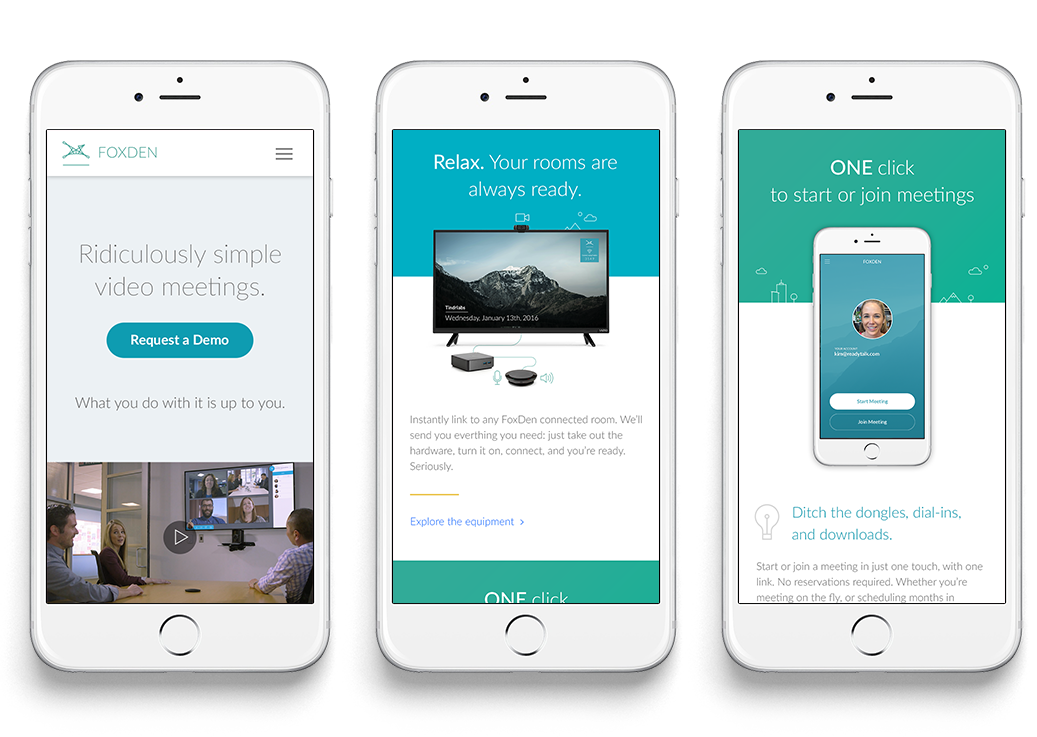 FOXDEN
Ridiculously simple
video meetings.
Request a Demo
What you do with it is up to you.
Relax. Your rooms are
always ready.
Tindrlabs
Wednesday, January 13th, 2016
Instantly link to any FoxDen connected room. We'll
send you everthing you need: just take out the
hardware, turn it on, connect, and you're ready.
Seriously.
Explore the equipment
ONE click
ONE click
to start or join meetings
FOXDEN
YOUR ACCOUNT
kim@readytalk.com
Start Meeting
Join Meeting
Ditch the dongles, dial-ins,
and downloads.
Start or join a meeting in just one touch, with one
link. No reservations required. Whether you're
meeting on the fly, or scheduling months in